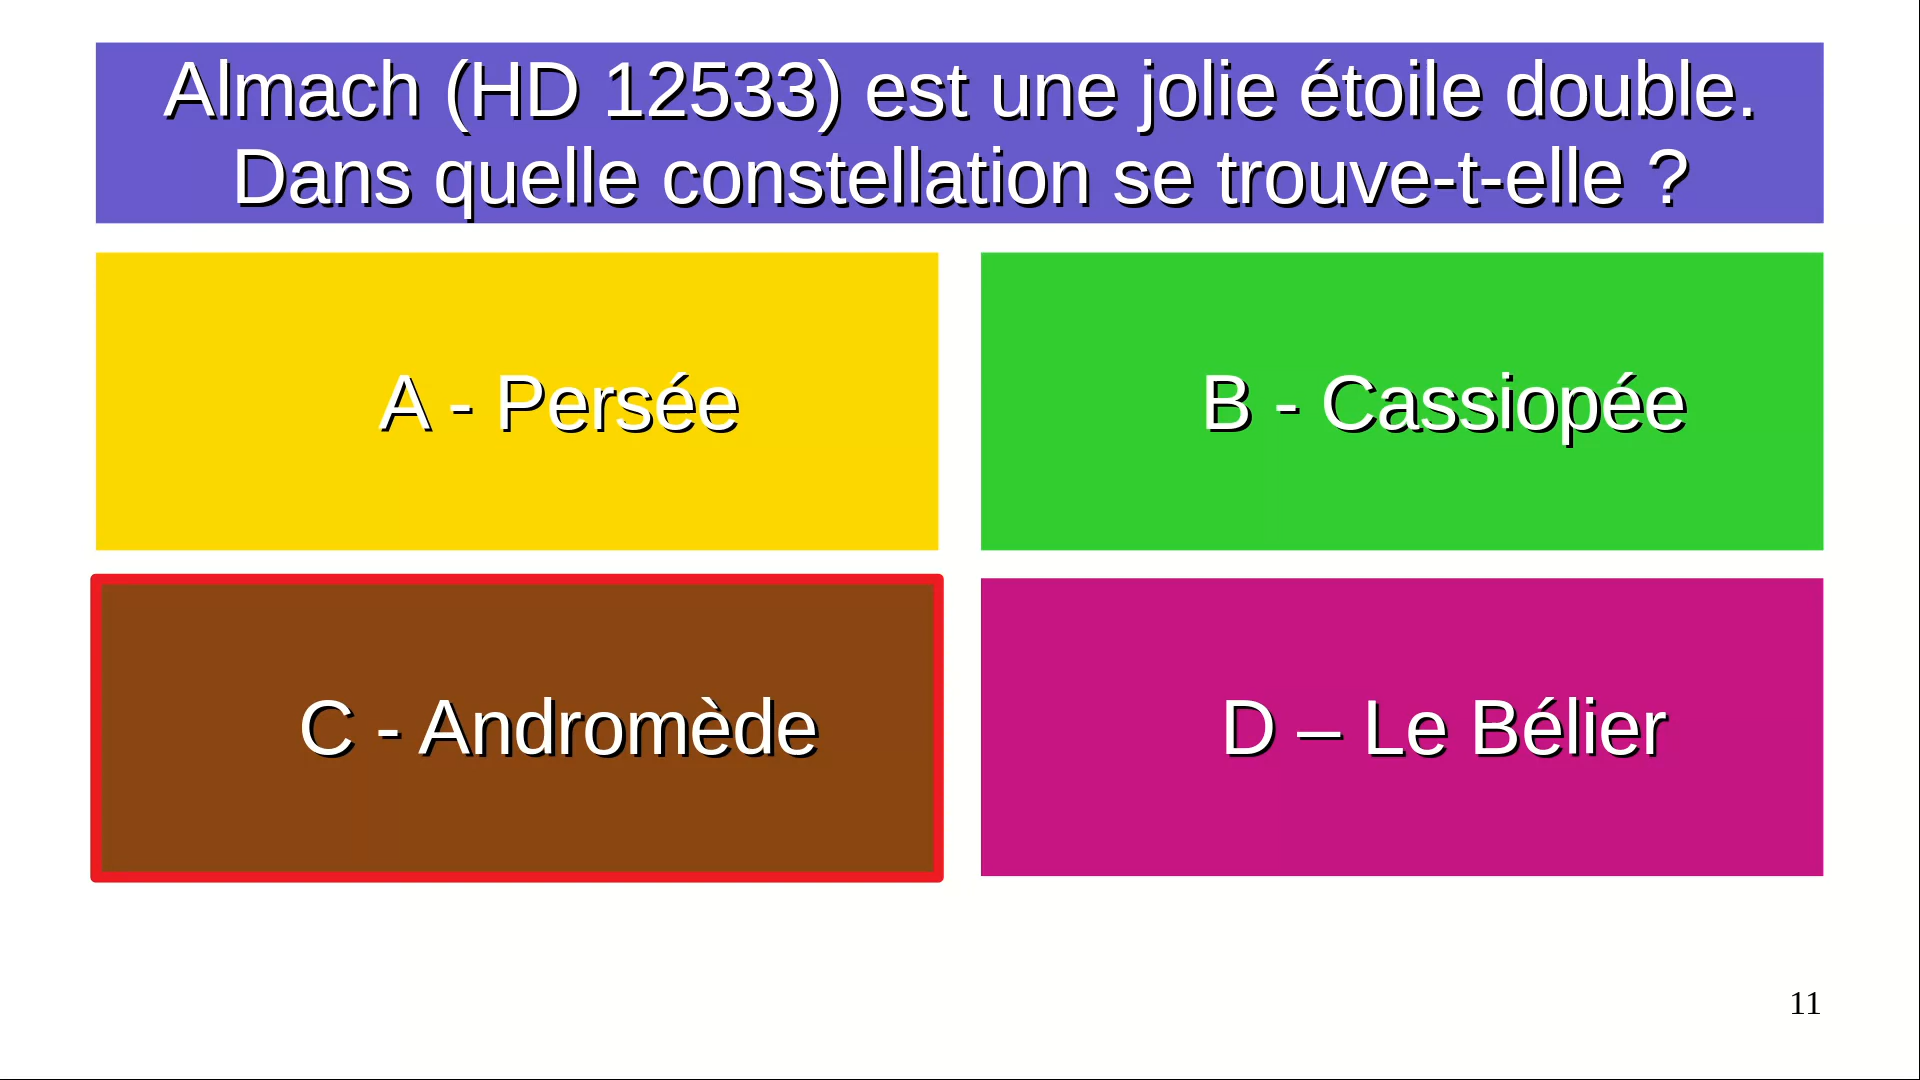 Almach (HD 12533) est une jolie étoile double.
Dans quelle constellation se trouve-t-elle ?
A - Persée
B - Cassiopée
C - Andromède
D – Le Bélier
11